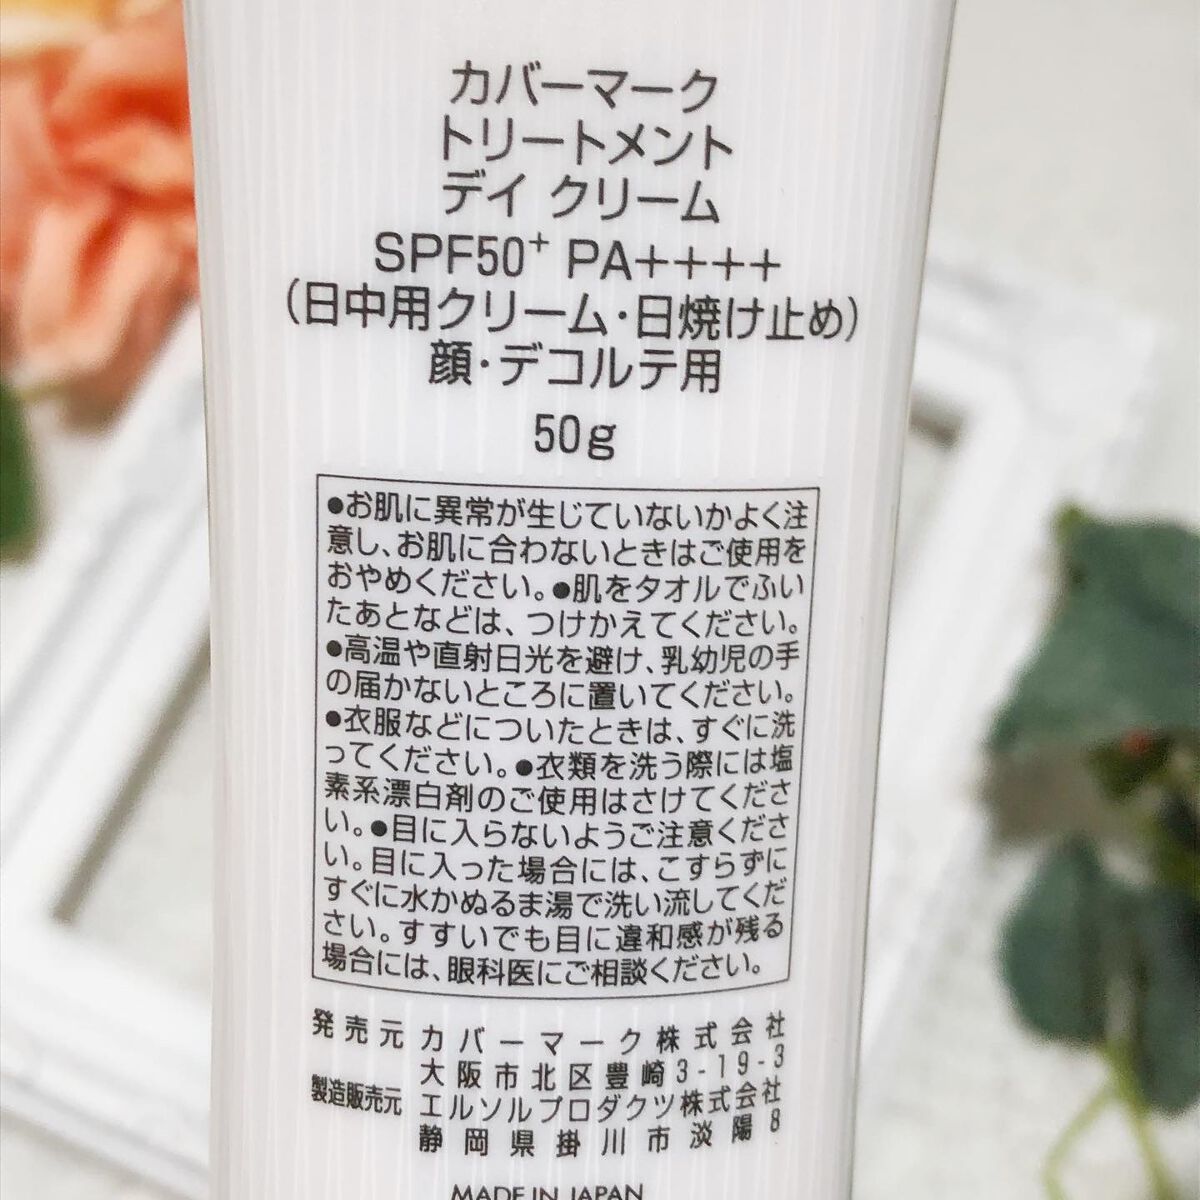 カバーマーク
トリートメント
デイ クリーム
SPF50⁺ PA++++
(日中用クリーム・日焼け止め)
顔・デコルテ用
50g
●お肌に異常が生じていないかよく注
意し、お肌に合わないときはご使用を
おやめください。●肌をタオルでふい
たあとなどは、つけかえてください。
●高温や直射日光を避け、乳幼児の手
の届かないところに置いてください。
●衣服などについたときは、すぐに洗
ってください。●衣類を洗う際には塩
素系漂白剤のご使用はさけてくださ
い。●目に入らないようご注意くださ
い。目に入った場合には、こすらずに
すぐに水かぬるま湯で洗い流してくだ
さい。すすいでも目に違和感が残る
場合には、眼科医にご相談ください。
発売元 カバーマーク株式会社
大阪市北区豊崎3-19-3
製造販売元 エルソルプロダクツ株式会社
静岡県掛川市淡陽8
MADE IN JAPAN